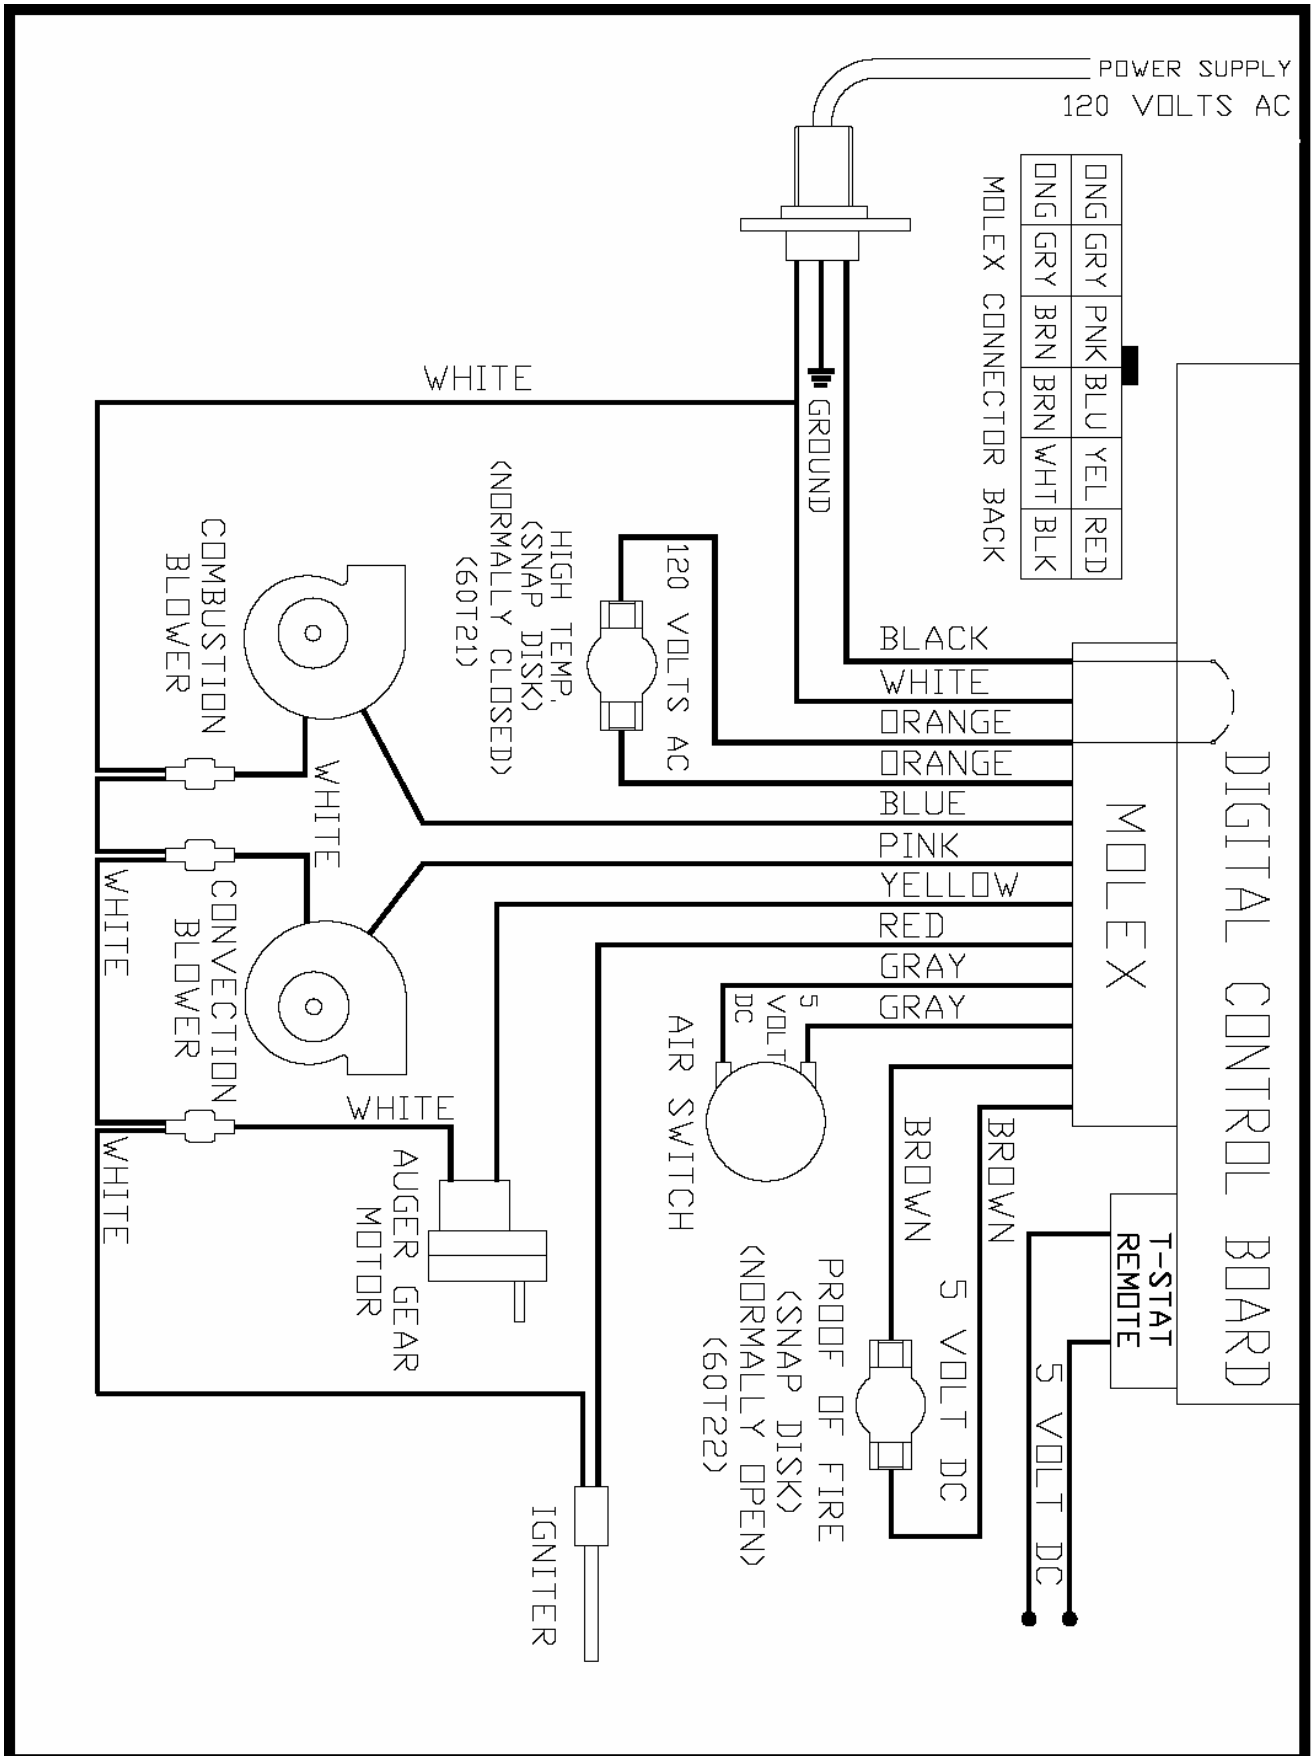 POWER SUPPLY
120 VOLTS AC
ONG GRY PNK BLU YEL RED
ONG GRY BRN BRN WHT BLK
MOLEX CONNECTOR BACK
WHITE
GROUND
HIGH TEMP.
(SNAP DISK)
(NORMALLY CLOSED)
(60T21)
120 VOLTS AC
COMBUSTION
BLOWER
BLACK
WHITE
ORANGE
ORANGE
BLUE
PINK
YELLOW
RED
GRAY
GRAY
MOLEX
DIGITAL CONTROL BOARD
WHITE
WHITE
CONVECTION
BLOWER
5
VOLT
DC
AIR SWITCH
WHITE
WHITE
AUGER GEAR
MOTOR
BROWN
BROWN
T-STAT
REMOTE
5 VOLT DC
5 VOLT DC
PROOF OF FIRE
(SNAP DISK)
(NORMALLY OPEN)
(60T22)
IGNITER